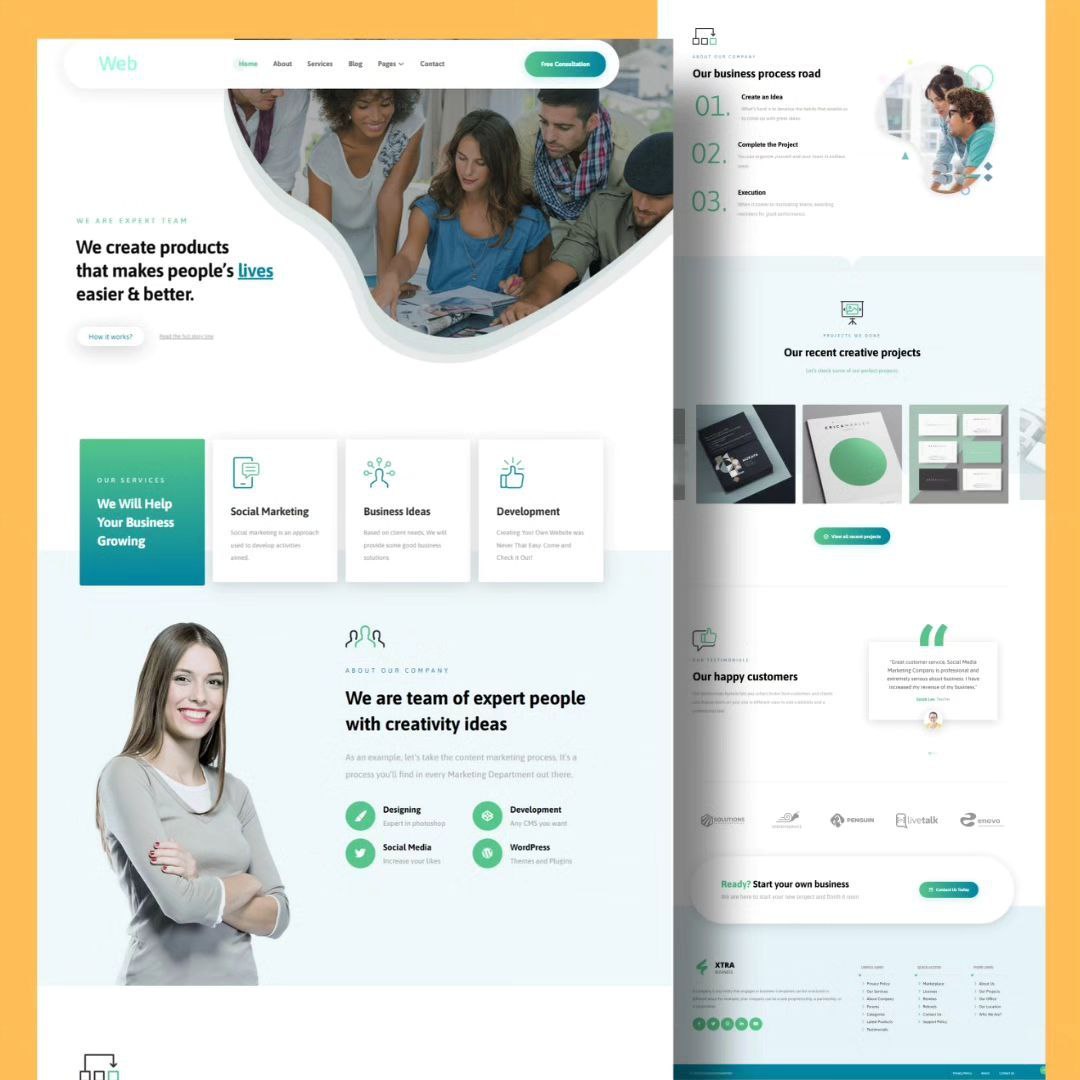 Web
Home
About
Services
Blog
Pages
Contact
Free Consultation
WE ARE EXPERT TEAM
We create products
that makes people's lives
easier & better.
How it works?
Read the full story line
OUR SERVICES
We Will Help
Your Business
Growing
Social Marketing
Social marketing is an approach
used to develop activities
aimed.
Business Ideas
Based on client needs, We will
provide some good business
solutions
Development
Creating Your Own Website was
Never That Easy. Come and
Check It Out!
ABOUT OUR COMPANY
We are team of expert people
with creativity ideas
As an example, let's take the content marketing process. It's a
process you'll find in every Marketing Department out there.
Designing
Expert in photoshop
Development
Any CMS you want
Social Media
Increase your likes
WordPress
Themes and Plugins
ABOUT OUR COMPANY
Our business process road
01.
Create an Idea
02.
Complete the Project
03.
Execution
PROJECTS WE DONE
Our recent creative projects
Let's check some of our perfect projects
View all recent projects
OUR TESTIMONIALS
Our happy customers
"Great customer service, Social Media
Marketing Company is professional and
extremely serious about business. I have
increased my revenue of my business."
SOLUTIONS
PENGUIN
livetalk
enovo
Ready? Start your own business
We are here to start your new project and finish it soon
Contact Us Today
XTRA
Privacy Policy
Our Services
About Company
Forums
Categories
Latest Products
Testimonials
Marketplace
Licenses
Reviews
Refunds
Contact Us
Support Policy
About Us
Our Projects
Our Office
Our Location
Who We Are?
Privacy Policy
About
Contact Us